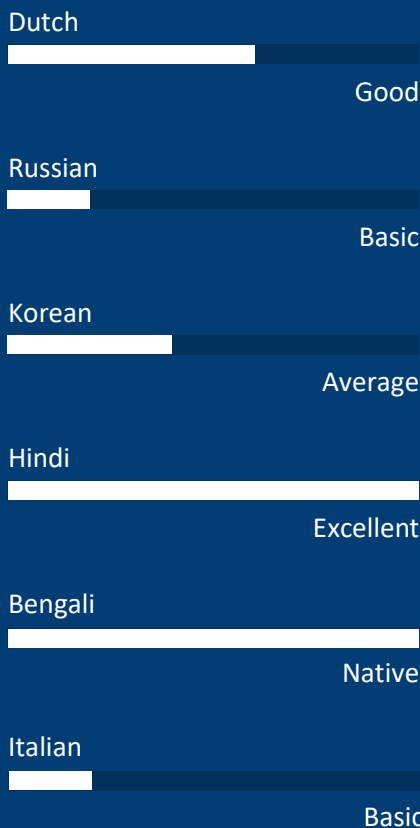 Dutch
Good
Russian
Basic
Korean
Average
Hindi
Excellent
Bengali
Native
Italian
Basic